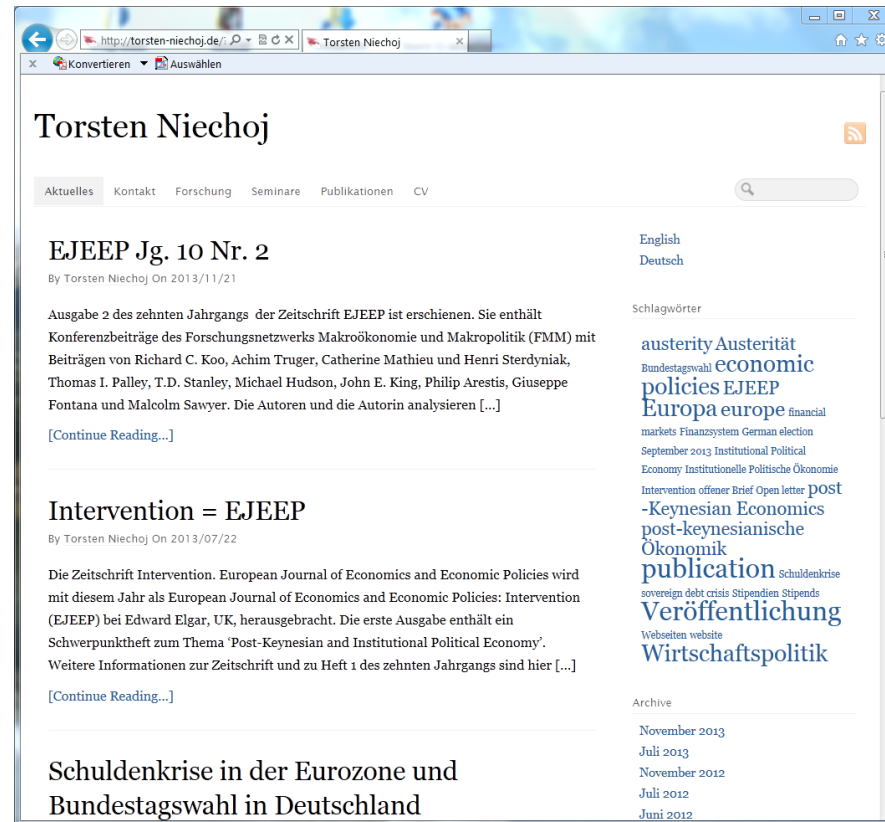 http://torsten-niechoj.de/
Torsten Niechoj
Konvertieren
Auswählen
Torsten Niechoj
Aktuelles Kontakt Forschung Seminare Publikationen CV
EJEEP Jg. 10 Nr. 2
By Torsten Niechoj On 2013/11/21
Ausgabe 2 des zehnten Jahrgangs der Zeitschrift EJEEP ist erschienen. Sie enthält
Konferenzbeiträge des Forschungsnetzwerks Makroökonomie und Makropolitik (FMM) mit
Beiträgen von Richard C. Koo, Achim Truger, Catherine Mathieu und Henri Sterdyniak,
Thomas I. Palley, T.D. Stanley, Michael Hudson, John E. King, Philip Arestis, Giuseppe
Fontana und Malcolm Sawyer. Die Autoren und die Autorin analysieren [...]
[Continue Reading...]
Intervention = EJEEP
By Torsten Niechoj On 2013/07/22
Die Zeitschrift Intervention. European Journal of Economics and Economic Policies wird
mit diesem Jahr als European Journal of Economics and Economic Policies: Intervention
(EJEEP) bei Edward Elgar, UK, herausgebracht. Die erste Ausgabe enthält ein
Schwerpunktheft zum Thema ‘Post-Keynesian and Institutional Political Economy’.
Weitere Informationen zur Zeitschrift und zu Heft 1 des zehnten Jahrgangs sind hier [...]
[Continue Reading...]
Schuldenkrise in der Eurozone und
Bundestagswahl in Deutschland
English
Deutsch
Schlagwörter
austerity Austerität
Bundestagswahl economic
policies EJEEP
Europa europe financial
markets Finanzsystem German election
September 2013 Institutional Political
Economy Institutionelle Politische Ökonomie
Intervention offener Brief Open letter post
-Keynesian Economics
post-keynesianische
Ökonomik
publication Schuldenkrise
sovereign debt crisis Stipendien Stipends
Veröffentlichung
Webseiten website
Wirtschaftspolitik
Archive
November 2013
Juli 2013
November 2012
Juli 2012
Juni 2012